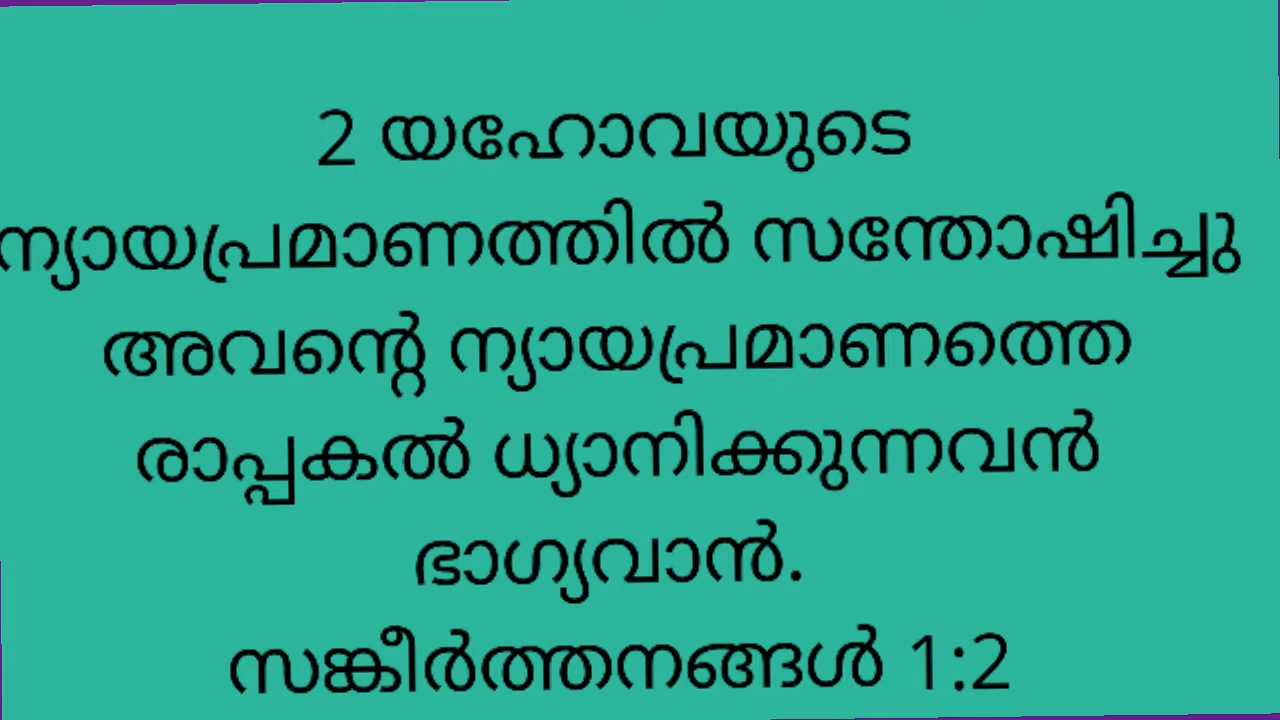 2 യഹോവയുടെ
ന്യായപ്രമാണത്തിൽ സന്തോഷിച്ചു
അവന്റെ ന്യായപ്രമാണത്തെ
രാപ്പകൽ ധ്യാനിക്കുന്നവൻ
ഭാഗ്യവാൻ.
സങ്കീർത്തനങ്ങൾ 1:2